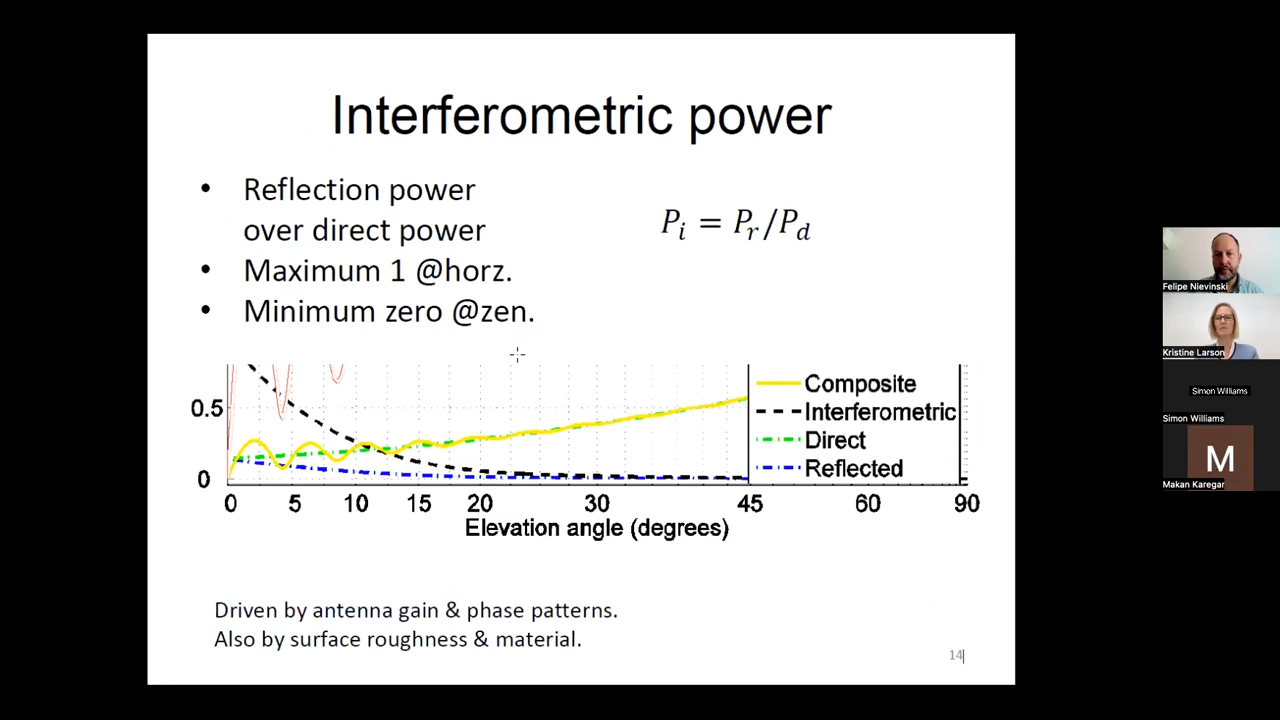 Interferometric power
• Reflection power
over direct power
• Maximum 1 @horz.
• Minimum zero @zen.
P_i = P_r/P_d
0.5
0
0 5 10 15 20 30 45 60 90
Elevation angle (degrees)
Composite
Interferometric
Direct
Reflected
Driven by antenna gain & phase patterns.
Also by surface roughness & material.
14
Felipe Nievinski
Kristine Larson
Simon Williams
Simon Williams
M
Makan Karegar